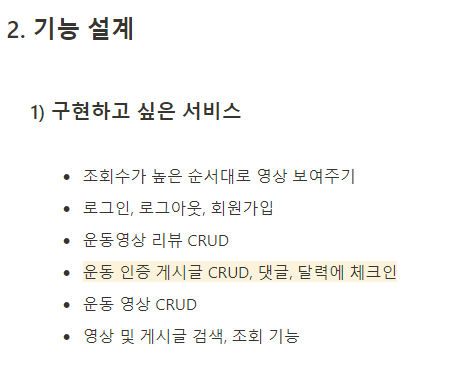 2. 기능 설계
1) 구현하고 싶은 서비스
• 조회수가 높은 순서대로 영상 보여주기
• 로그인, 로그아웃, 회원가입
• 운동영상 리뷰 CRUD
• 운동 인증 게시글 CRUD, 댓글, 달력에 체크인
• 운동 영상 CRUD
• 영상 및 게시글 검색, 조회 기능